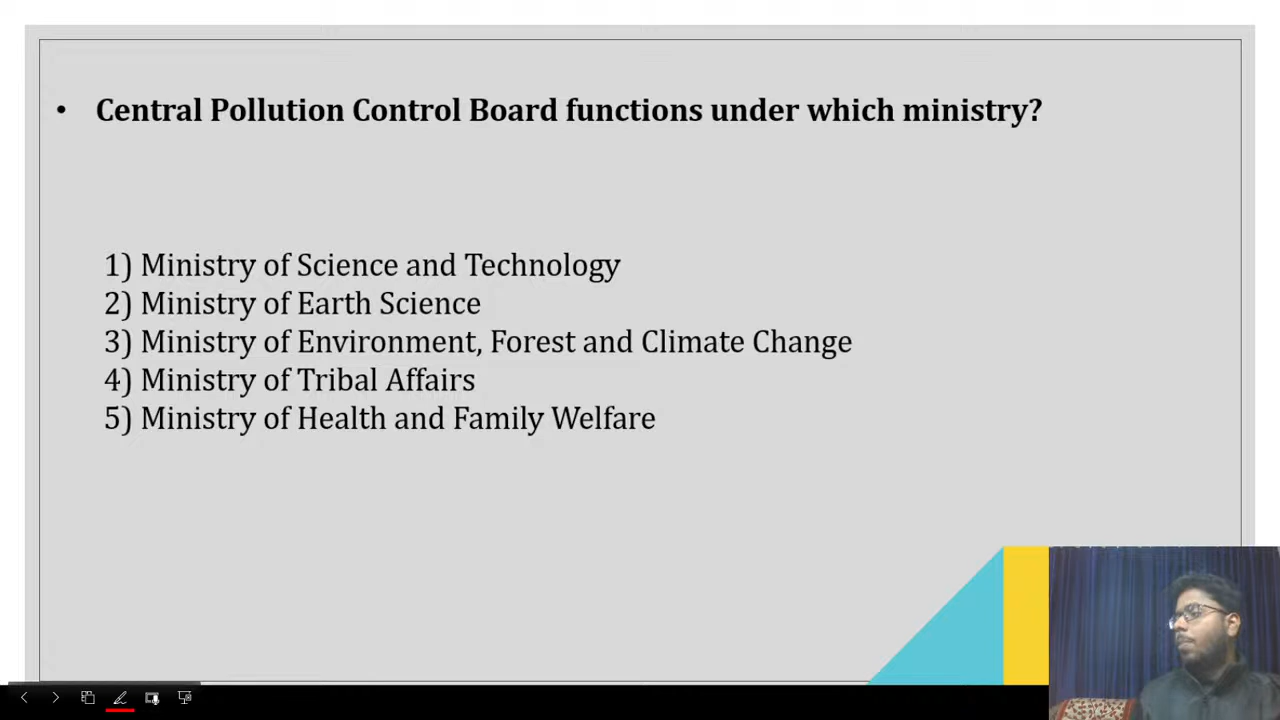 • Central Pollution Control Board functions under which ministry?
1) Ministry of Science and Technology
2) Ministry of Earth Science
3) Ministry of Environment, Forest and Climate Change
4) Ministry of Tribal Affairs
5) Ministry of Health and Family Welfare